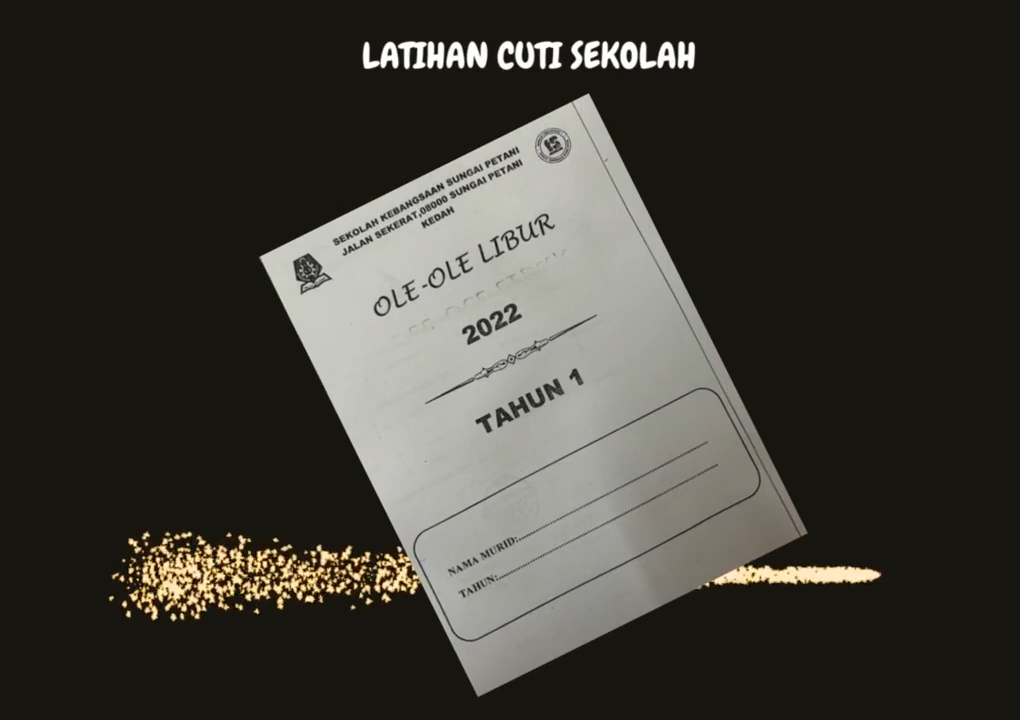 LATIHAN CUTI SEKOLAH
SEKOLAH KEBANGSAAN SUNGAI PETANI
JALAN SEKERAT,08000 SUNGAI PETANI
KEDAH
OLE-OLE LIBUR
2022
TAHUN 1
NAMA MURID:
TAHUN: